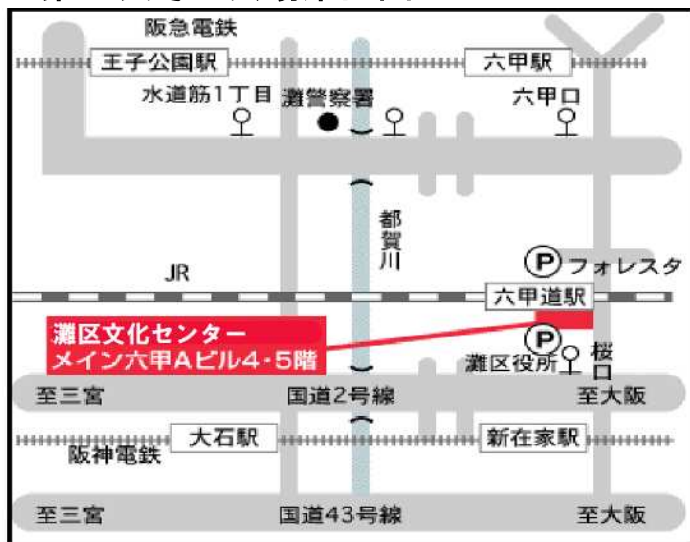 阪急電鉄
王子公園駅
六甲駅
水道筋1丁目
灘警察署
六甲口
都賀川
JR
P
フォレスタ
六甲道駅
灘区文化センター
メイン六甲Aビル4・5階
P
灘区役所
桜口
至三宮
国道2号線
至大阪
大石駅
新在家駅
阪神電鉄
至三宮
国道43号線
至大阪